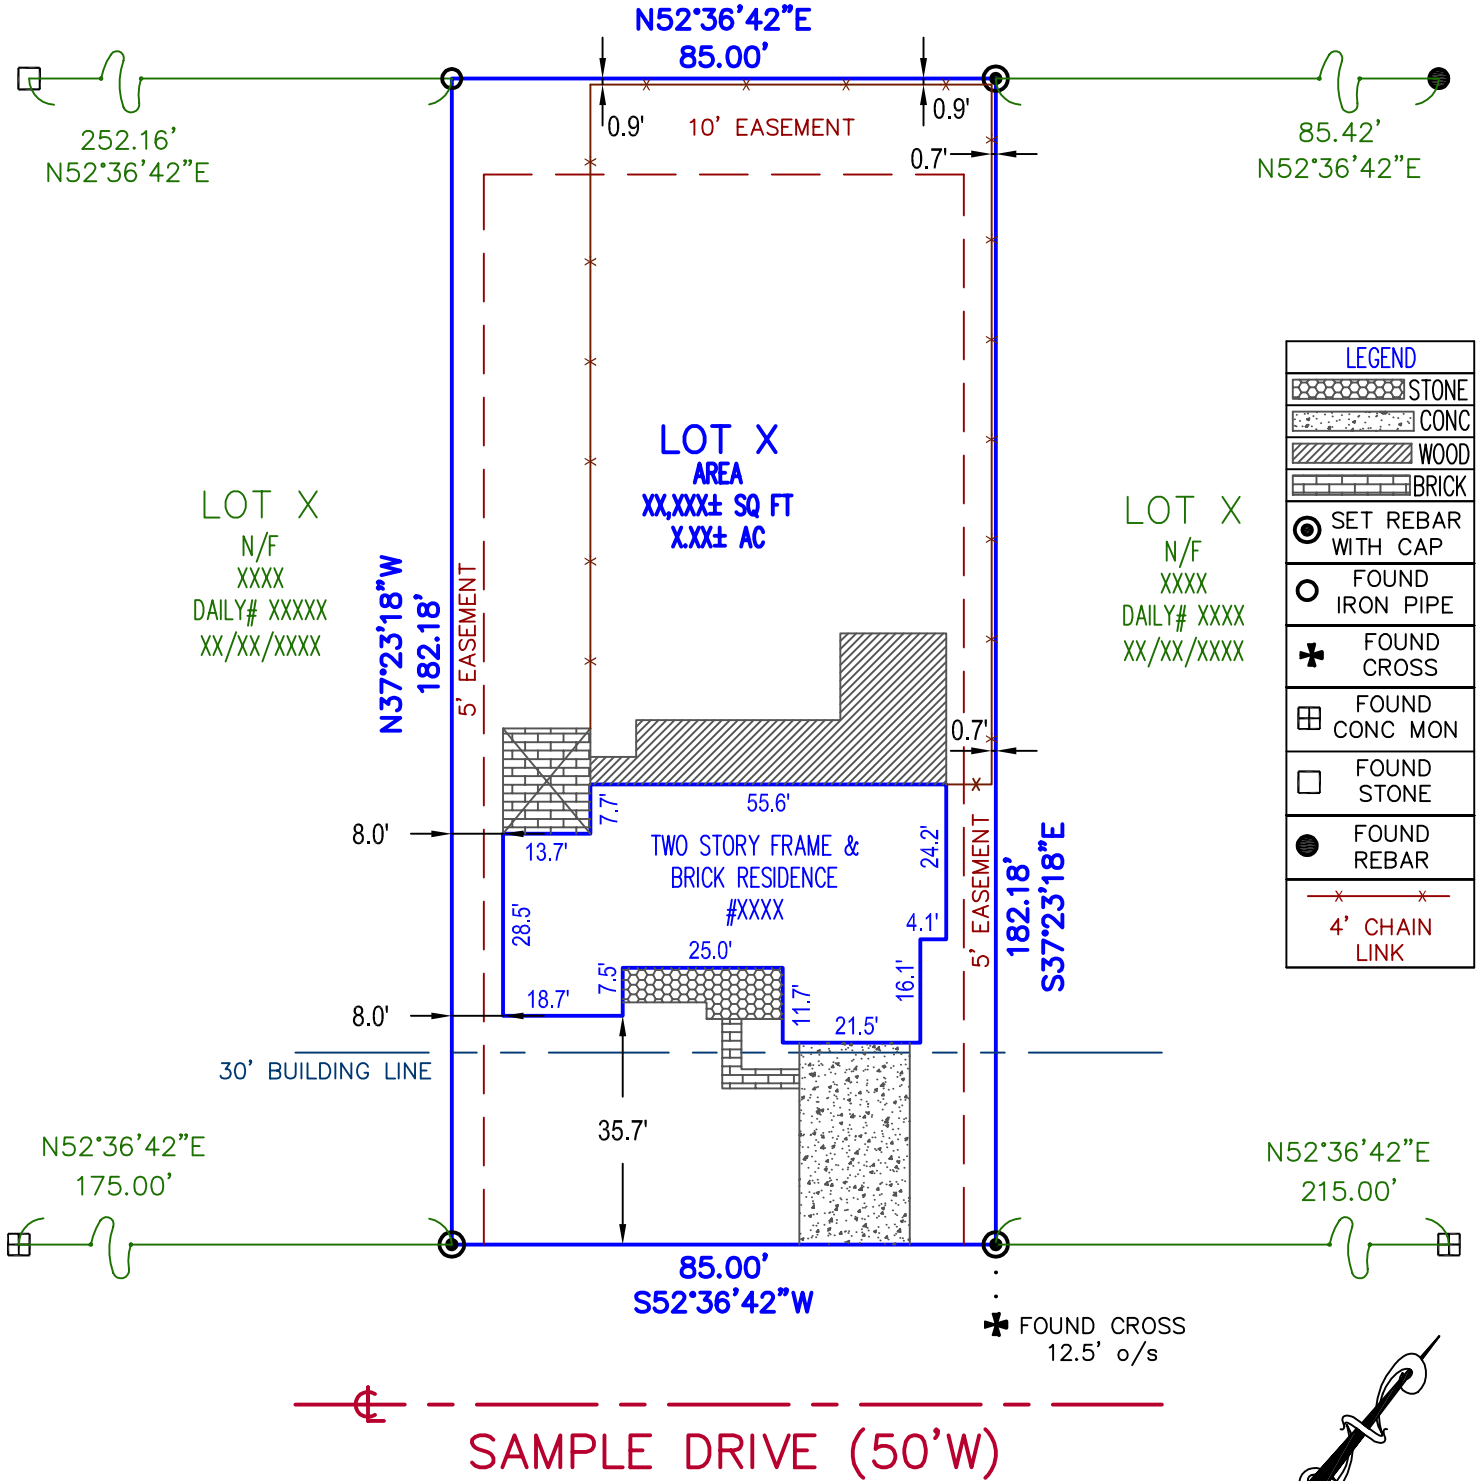 N52°36'42"E
85.00'
252.16'
N52°36'42"E
0.9'
10' EASEMENT
0.9'
0.7'
85.42'
N52°36'42"E
LOT X
AREA
XX,XXX± SQ FT
X.XX± AC
LOT X
N/F
XXXX
DAILY# XXXXX
XX/XX/XXXX
N37°23'18"W
182.18'
5' EASEMENT
LOT X
N/F
XXXX
DAILY# XXXX
XX/XX/XXXX
LEGEND
STONE
CONC
WOOD
BRICK
SET REBAR
WITH CAP
FOUND
IRON PIPE
FOUND
CROSS
FOUND
CONC MON
FOUND
STONE
FOUND
REBAR
4' CHAIN
LINK
0.7'
8.0'
13.7'
7.7'
55.6'
24.2'
TWO STORY FRAME &
BRICK RESIDENCE
#XXXX
4.1'
28.5'
25.0'
7.5'
18.7'
8.0'
11.7'
21.5'
16.1'
5' EASEMENT
182.18'
S37°23'18"E
30' BUILDING LINE
35.7'
N52°36'42"E
175.00'
N52°36'42"E
215.00'
85.00'
S52°36'42"W
FOUND CROSS
12.5' o/s
℄
SAMPLE DRIVE (50'W)